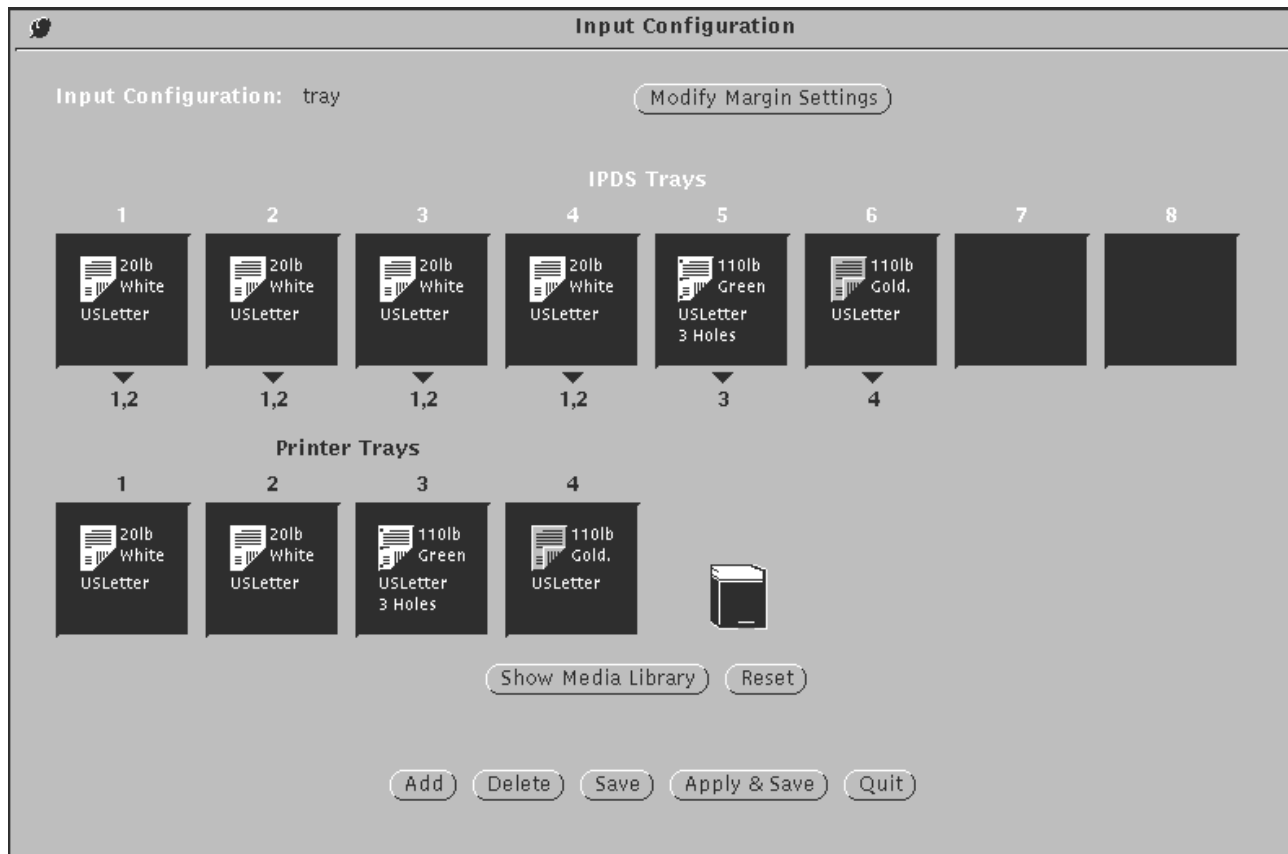 Input Configuration
Input Configuration: tray
Modify Margin Settings
IPDS Trays
1 2 3 4 5 6 7 8
20lb 20lb 20lb 20lb 110lb 110lb
White White White White Green Gold.
USLetter USLetter USLetter USLetter USLetter USLetter
3 Holes
1,2 1,2 1,2 1,2 3 4
Printer Trays
1 2 3 4
20lb 20lb 110lb 110lb
White White Green Gold.
USLetter USLetter USLetter USLetter
3 Holes
Show Media Library Reset
Add Delete Save Apply & Save Quit